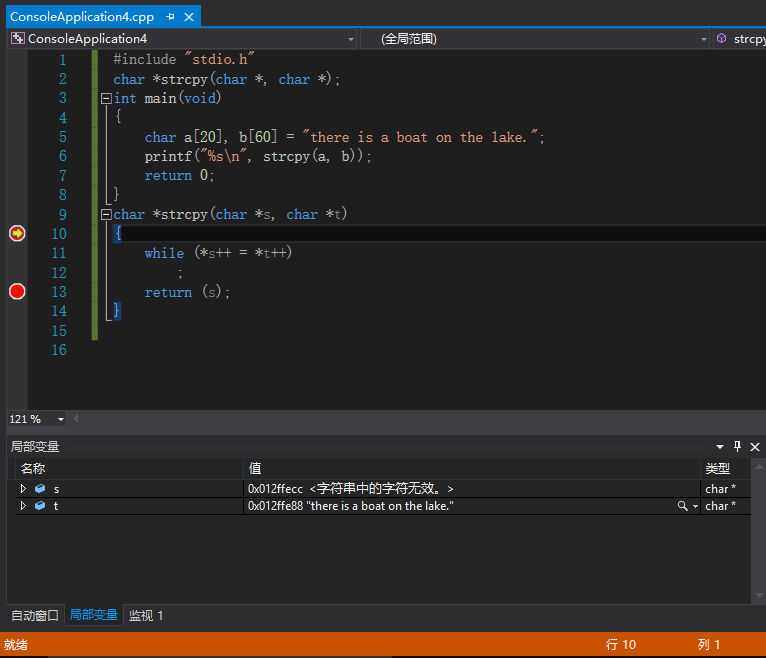 ConsoleApplication4.cpp
ConsoleApplication4 (全局范围) strcpy
1 #include "stdio.h"
2 char *strcpy(char *, char *);
3 int main(void)
4 {
5 char a[20], b[60] = "there is a boat on the lake.";
6 printf("%s\n", strcpy(a, b));
7 return 0;
8 }
9 char *strcpy(char *s, char *t)
10 {
11 while (*s++ = *t++)
12 ;
13 return (s);
14 }
15
16
121 %
局部变量
名称 值 类型
s 0x012ffecc <字符串中的字符无效。> char *
t 0x012ffe88 "there is a boat on the lake." char *
自动窗口 局部变量 监视 1
就绪 行 10 列 1